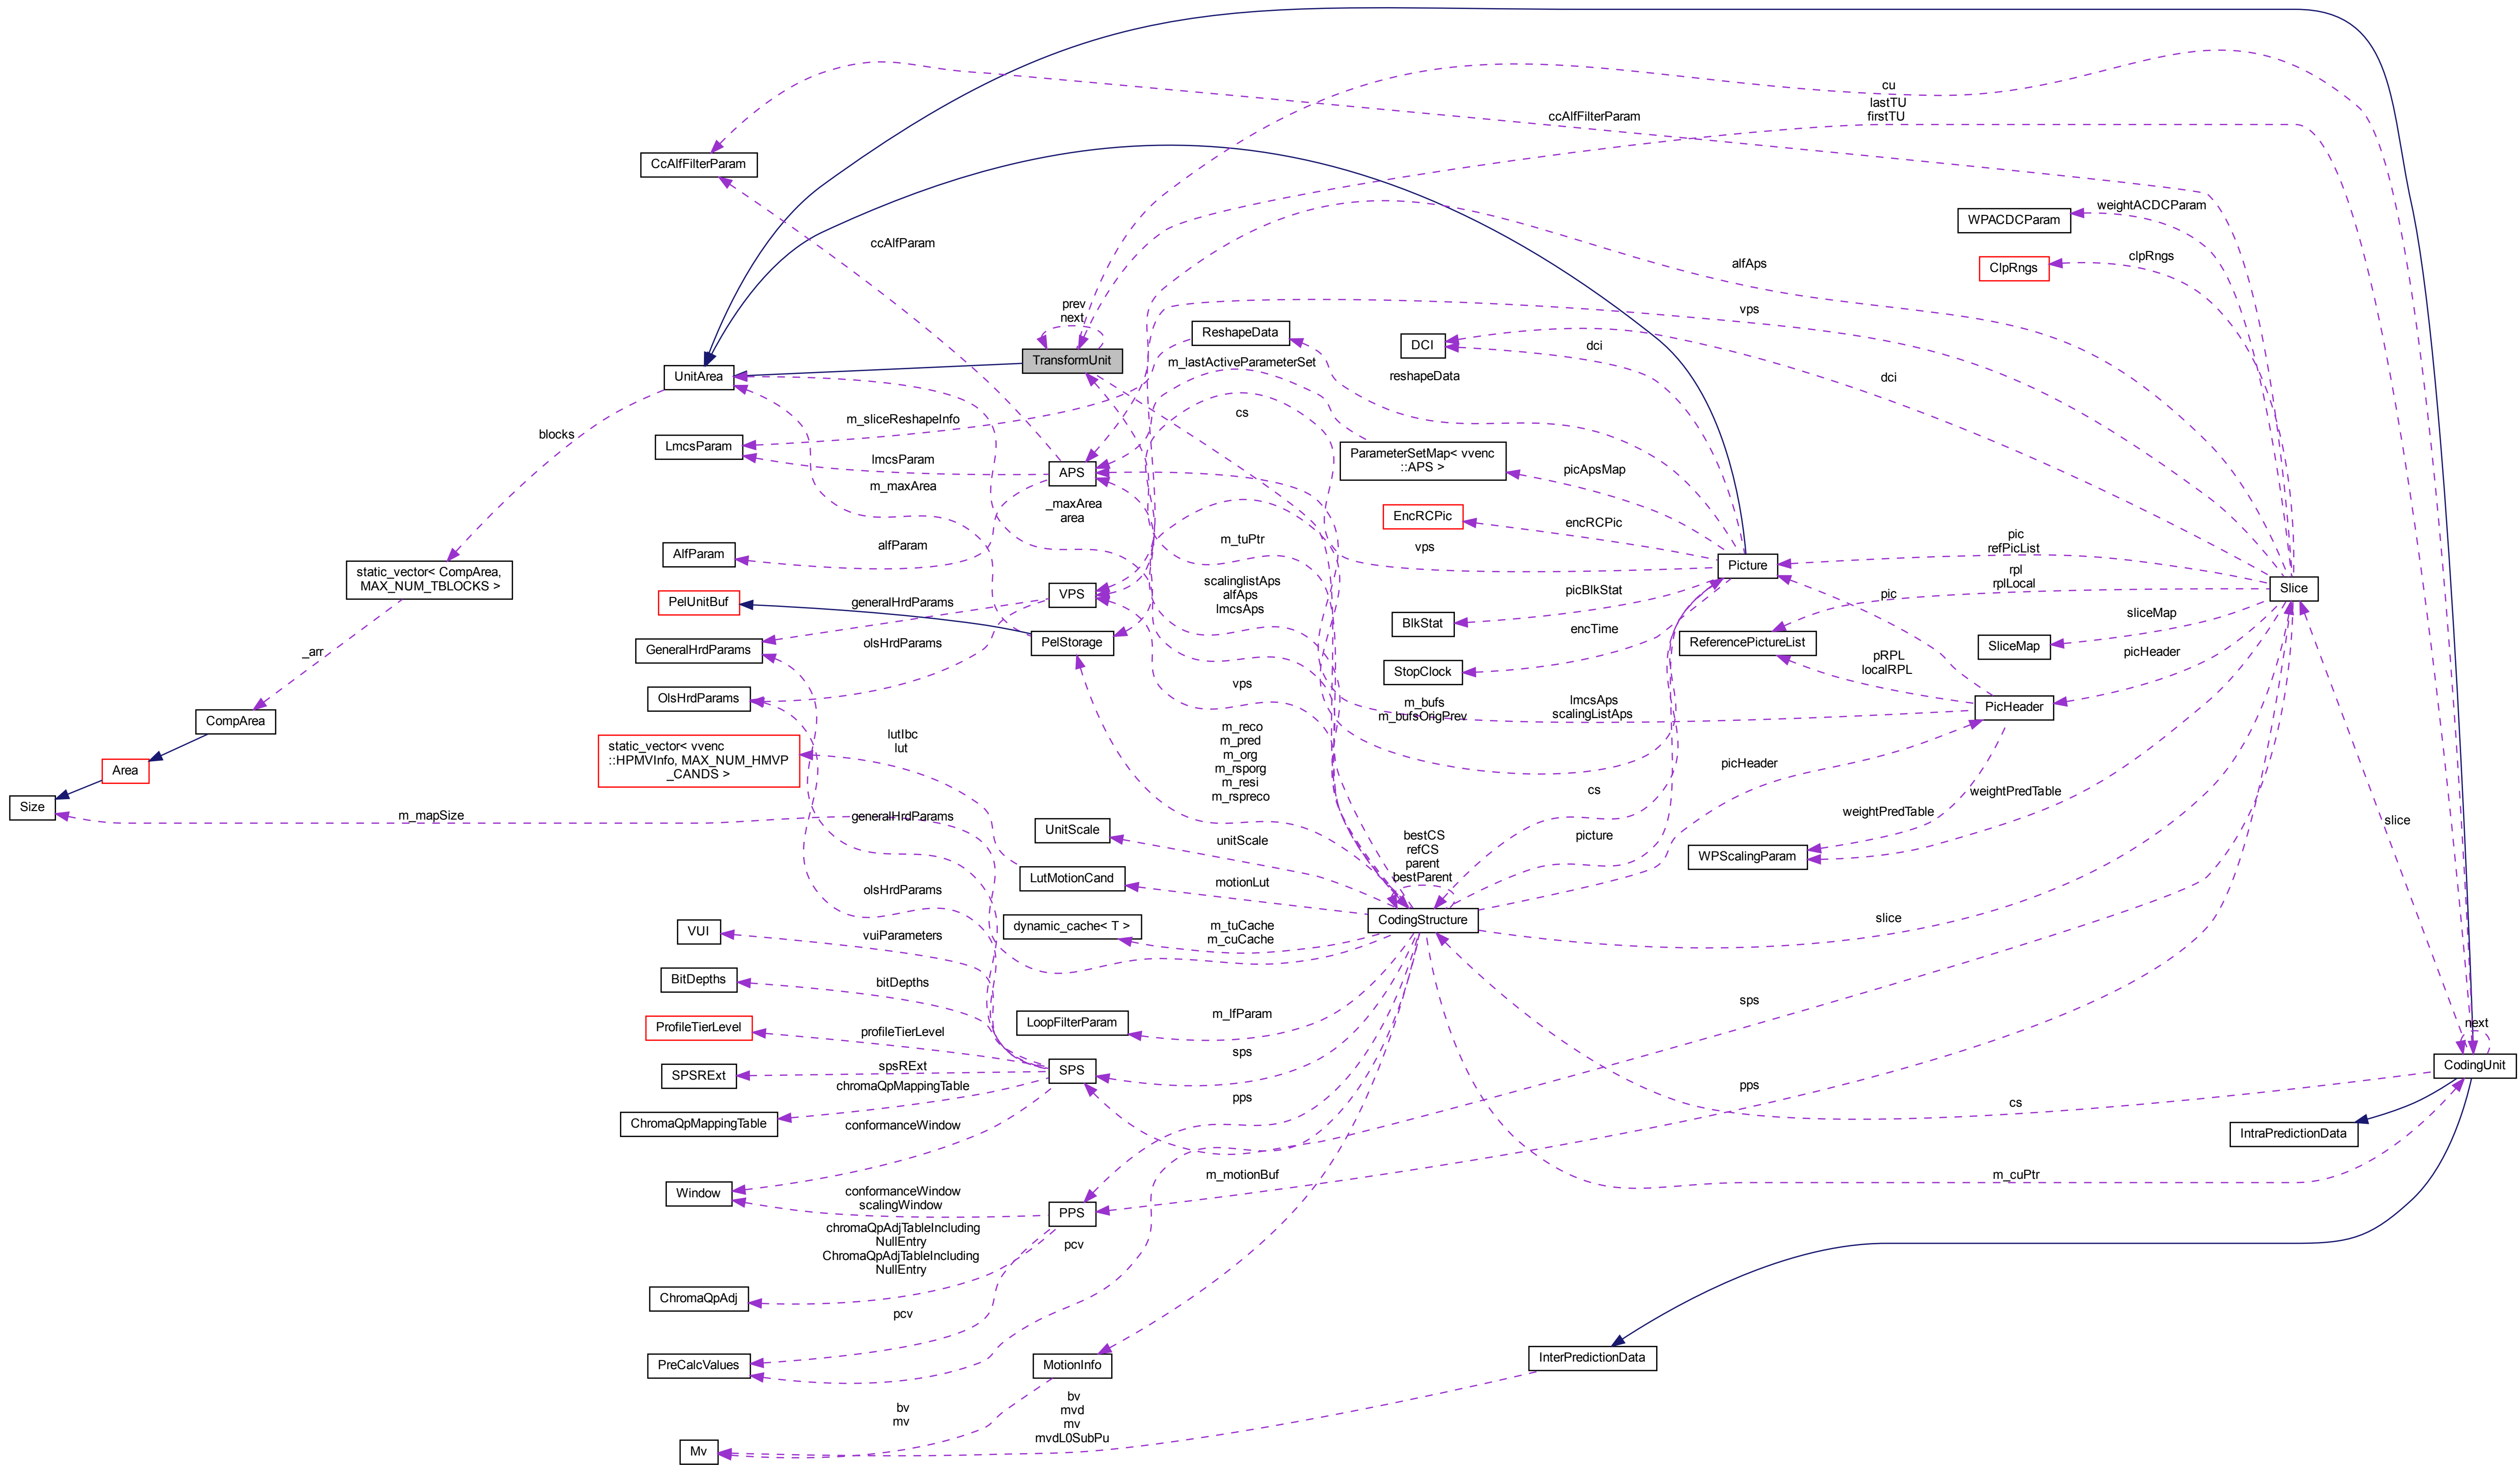 cu
lastTU
firstTU
ccAlfFilterParam
CcAlfFilterParam
weightACDCParam
WPACDCParam
ccAlfParam
alfAps
clpRngs
ClpRngs
prev
next
vps
ReshapeData
DCI
dci
TransformUnit
m_lastActiveParameterSet
reshapeData
UnitArea
dci
cs
m_sliceReshapeInfo
blocks
LmcsParam
ParameterSetMap< vvenc
::APS >
lmcsParam
APS
picApsMap
m_maxArea
_maxArea
area
EncRCPic
encRCPic
m_tuPtr
vps
pic
refPicList
alfParam
AlfParam
Picture
static_vector< CompArea,
MAX_NUM_TBLOCKS >
scalinglistAps
alfAps
lmcsAps
rpl
rplLocal
Slice
picBlkStat
pic
VPS
PelUnitBuf
generalHrdParams
BlkStat
sliceMap
encTime
ReferencePictureList
SliceMap
PelStorage
GeneralHrdParams
olsHrdParams
_arr
pRPL
localRPL
picHeader
StopClock
vps
OlsHrdParams
m_bufs
m_bufsOrigPrev
lmcsAps
scalingListAps
PicHeader
CompArea
m_reco
m_pred
m_org
m_rsporg
m_resi
m_rspreco
lutIbc
lut
static_vector< vvenc
::HPMVInfo, MAX_NUM_HMVP
_CANDS >
picHeader
Area
cs
weightPredTable
Size
m_mapSize
generalHrdParams
weightPredTable
slice
UnitScale
unitScale
bestCS
refCS
parent
bestParent
picture
WPScalingParam
LutMotionCand
motionLut
olsHrdParams
CodingStructure
slice
dynamic_cache< T >
m_tuCache
m_cuCache
VUI
vuiParameters
BitDepths
bitDepths
sps
m_lfParam
LoopFilterParam
next
ProfileTierLevel
profileTierLevel
sps
CodingUnit
SPSRExt
spsRExt
SPS
chromaQpMappingTable
pps
pps
cs
ChromaQpMappingTable
conformanceWindow
IntraPredictionData
m_motionBuf
m_cuPtr
Window
conformanceWindow
scalingWindow
PPS
chromaQpAdjTableIncluding
NullEntry
ChromaQpAdjTableIncluding
NullEntry
pcv
ChromaQpAdj
pcv
PreCalcValues
MotionInfo
InterPredictionData
bv
mv
bv
mvd
mv
mvdL0SubPu
Mv